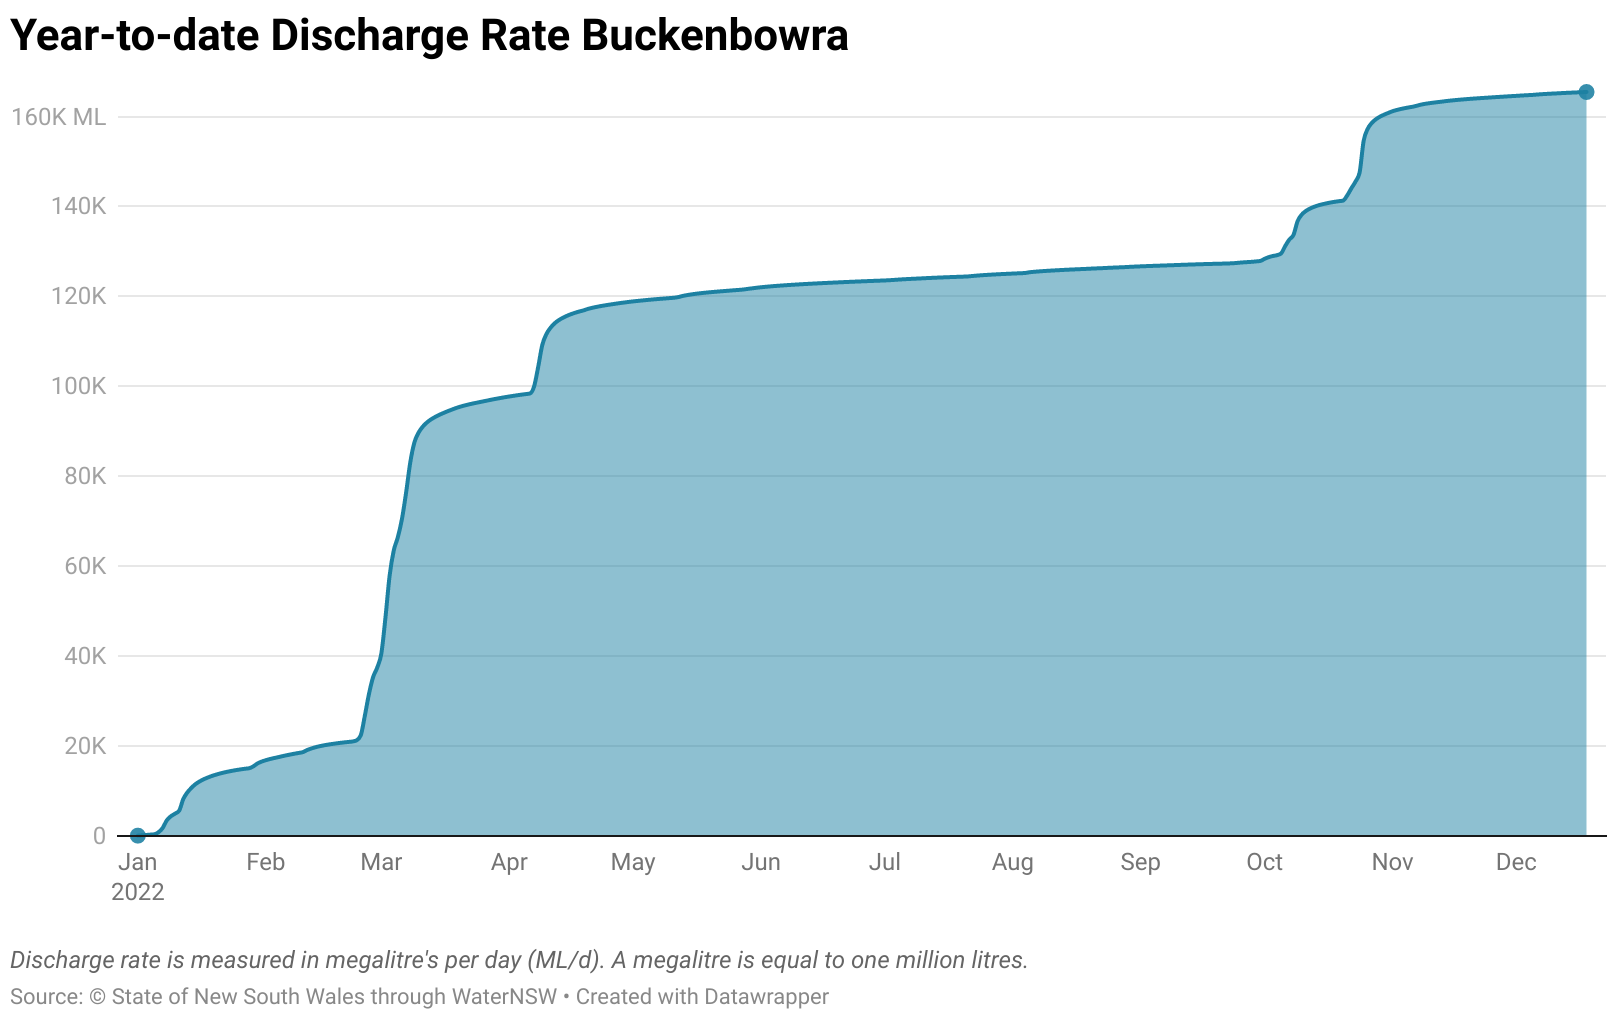 Year-to-date Discharge Rate Buckenbowra
160K ML
140K
120K
100K
80K
60K
40K
20K
0
Jan Feb Mar Apr May Jun Jul Aug Sep Oct Nov Dec
2022
Discharge rate is measured in megalitre's per day (ML/d). A megalitre is equal to one million litres.
Source: © State of New South Wales through WaterNSW • Created with Datawrapper